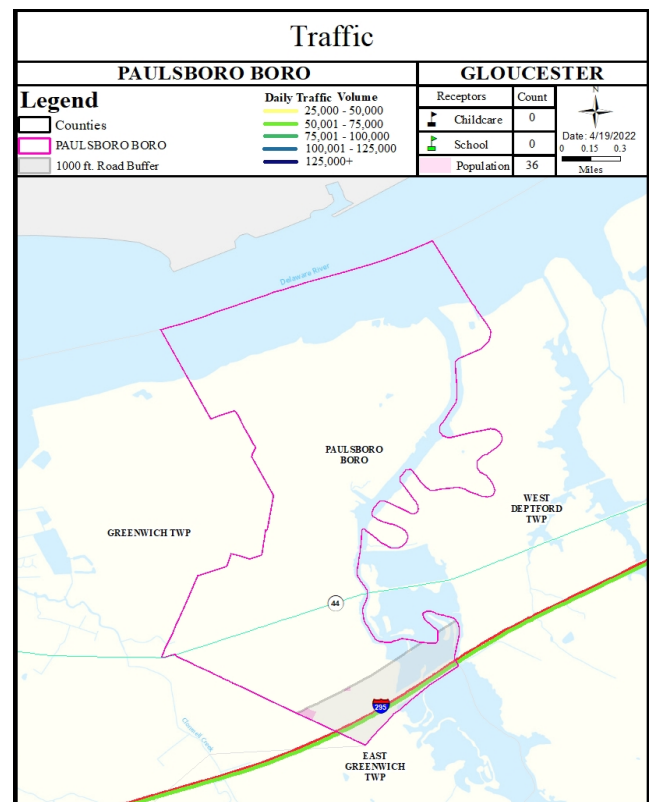 Traffic
PAULSBORO BORO
GLOUCESTER
Legend
Counties
PAULSBORO BORO
1000 ft. Road Buffer
Daily Traffic Volume
25,000 - 50,000
50,001 - 75,000
75,001 - 100,000
100,001 - 125,000
125,000+
Receptors Count
Childcare 0
School 0
Population 36
N
Date: 4/19/2022
0 0.15 0.3
Miles
Delaware River
PAULSBORO
BORO
WEST
DEPTFORD
TWP
GREENWICH TWP
44
295
Clonmell Creek
EAST
GREENWICH
TWP